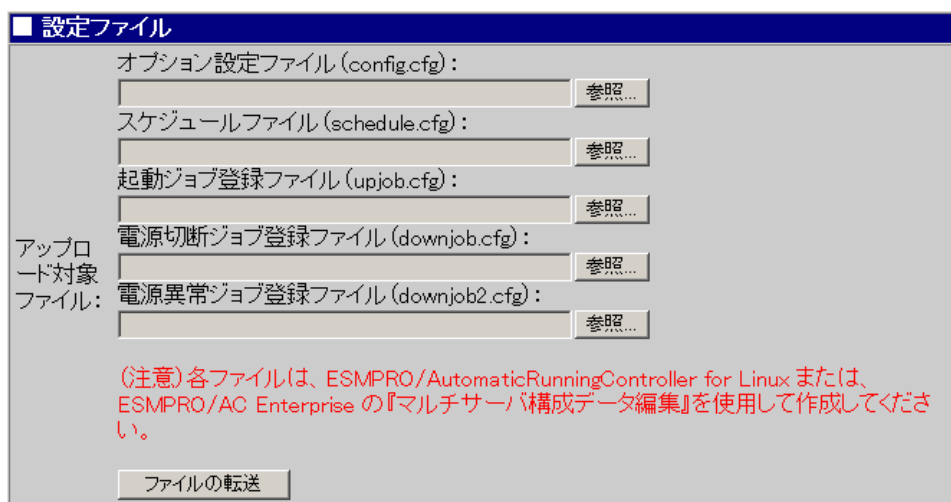 ■ 設定ファイル
オプション設定ファイル(config.cfg):
参照...
スケジュールファイル(schedule.cfg):
参照...
起動ジョブ登録ファイル(upjob.cfg):
参照...
電源切断ジョブ登録ファイル(downjob.cfg):
参照...
電源異常ジョブ登録ファイル(downjob2.cfg):
参照...
アップロ
ード対象
ファイル:
(注意)各ファイルは、ESMPRO/AutomaticRunningController for Linux または、
ESMPRO/AC Enterprise の『マルチサーバ構成データ編集』を使用して作成してくださ
い。
ファイルの転送